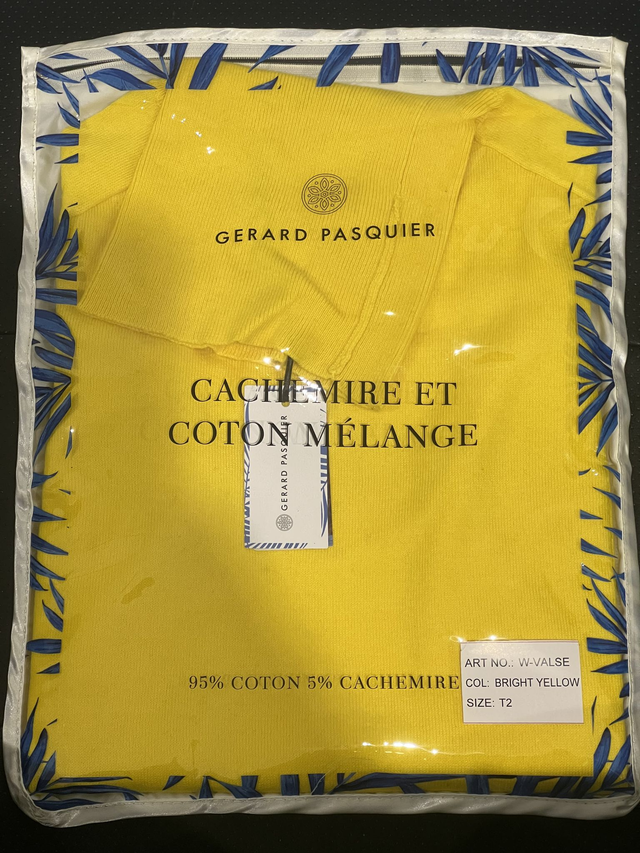 GERARD PASQUIER
CACHEMIRE ET
COTON MÉLANGE
GERARD PASQUIER
95% COTON 5% CACHEMIRE
ART NO.: W-VALSE
COL: BRIGHT YELLOW
SIZE: T2